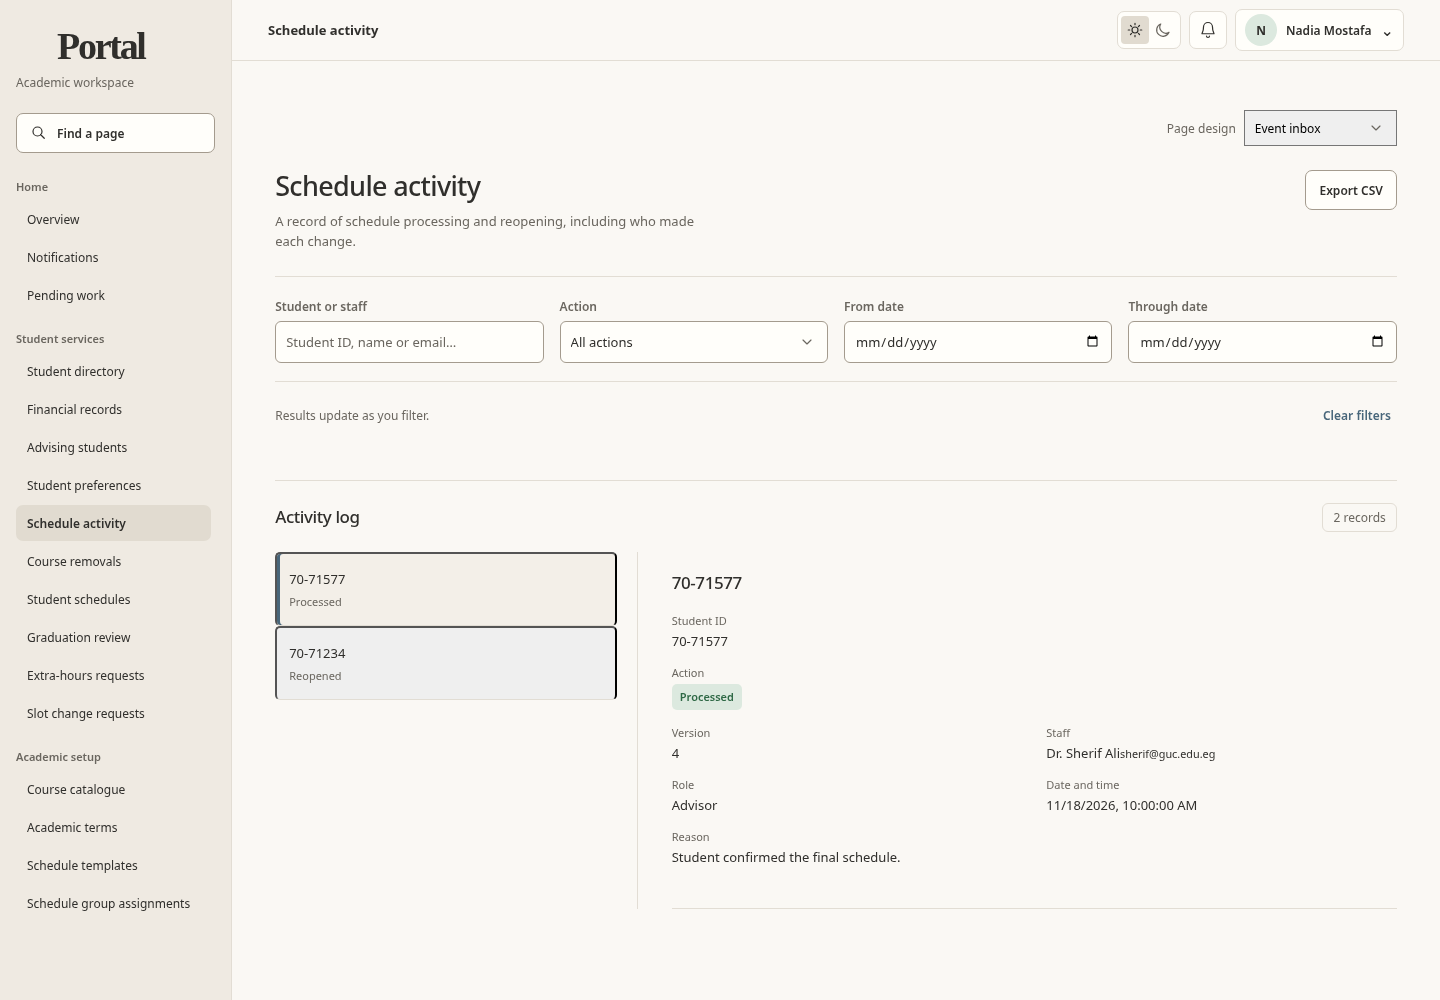 Portal
Academic workspace
Find a page
Home
Overview
Notifications
Pending work
Student services
Student directory
Financial records
Advising students
Student preferences
Schedule activity
Course removals
Student schedules
Graduation review
Extra-hours requests
Slot change requests
Academic setup
Course catalogue
Academic terms
Schedule templates
Schedule group assignments
Schedule activity
N Nadia Mostafa
Page design Event inbox
Schedule activity
Export CSV
A record of schedule processing and reopening, including who made
each change.
Student or staff Action From date Through date
Student ID, name or email... All actions mm/dd/yyyy mm/dd/yyyy
Results update as you filter. Clear filters
Activity log 2 records
70-71577
Processed
70-71234
Reopened
70-71577
Student ID
70-71577
Action
Processed
Version Staff
4 Dr. Sherif Alisherif@guc.edu.eg
Role Date and time
Advisor 11/18/2026, 10:00:00 AM
Reason
Student confirmed the final schedule.